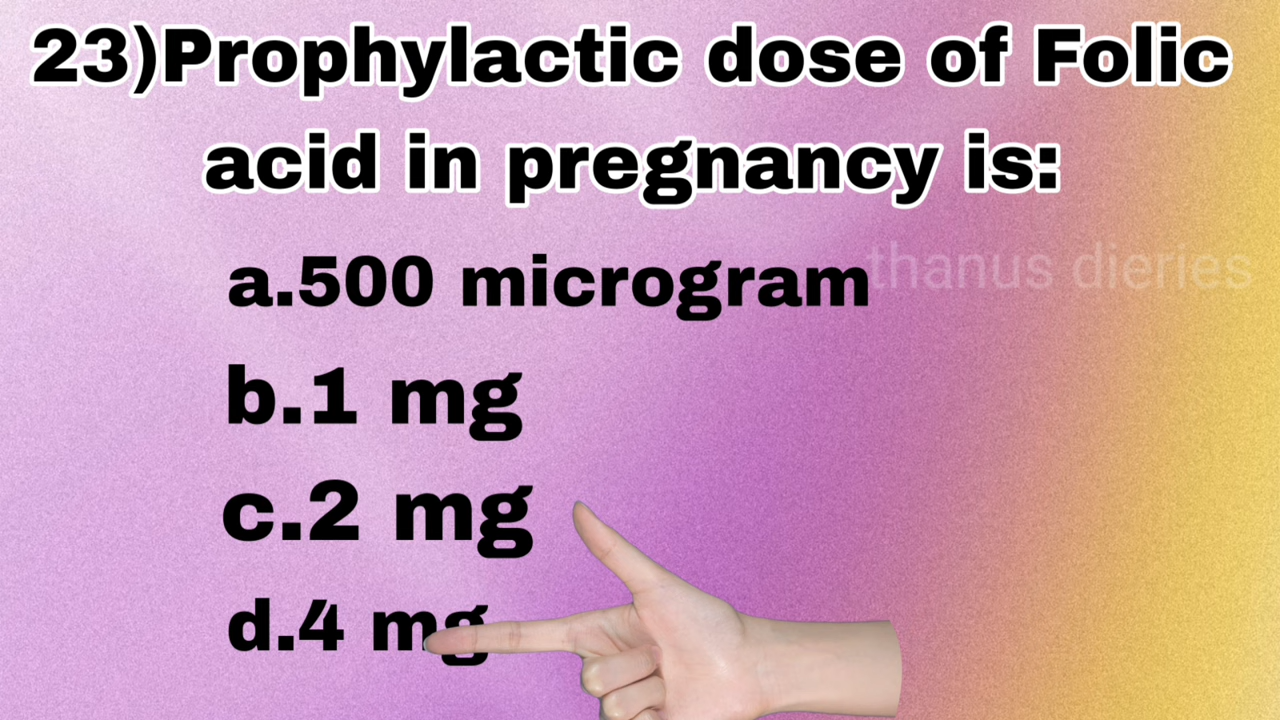 23)Prophylactic dose of Folic
acid in pregnancy is:
a.500 microgram
thanus dieries
b.1 mg
c.2 mg
d.4 mg